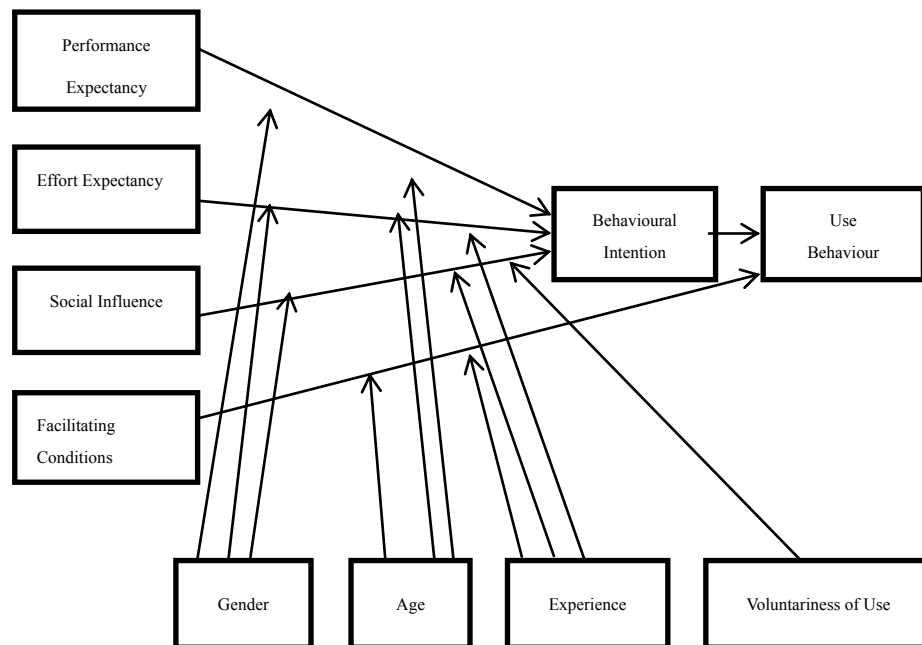 Performance
Expectancy
Effort Expectancy
Social Influence
Facilitating
Conditions
Behavioural
Intention
Use
Behaviour
Gender
Age
Experience
Voluntariness of Use